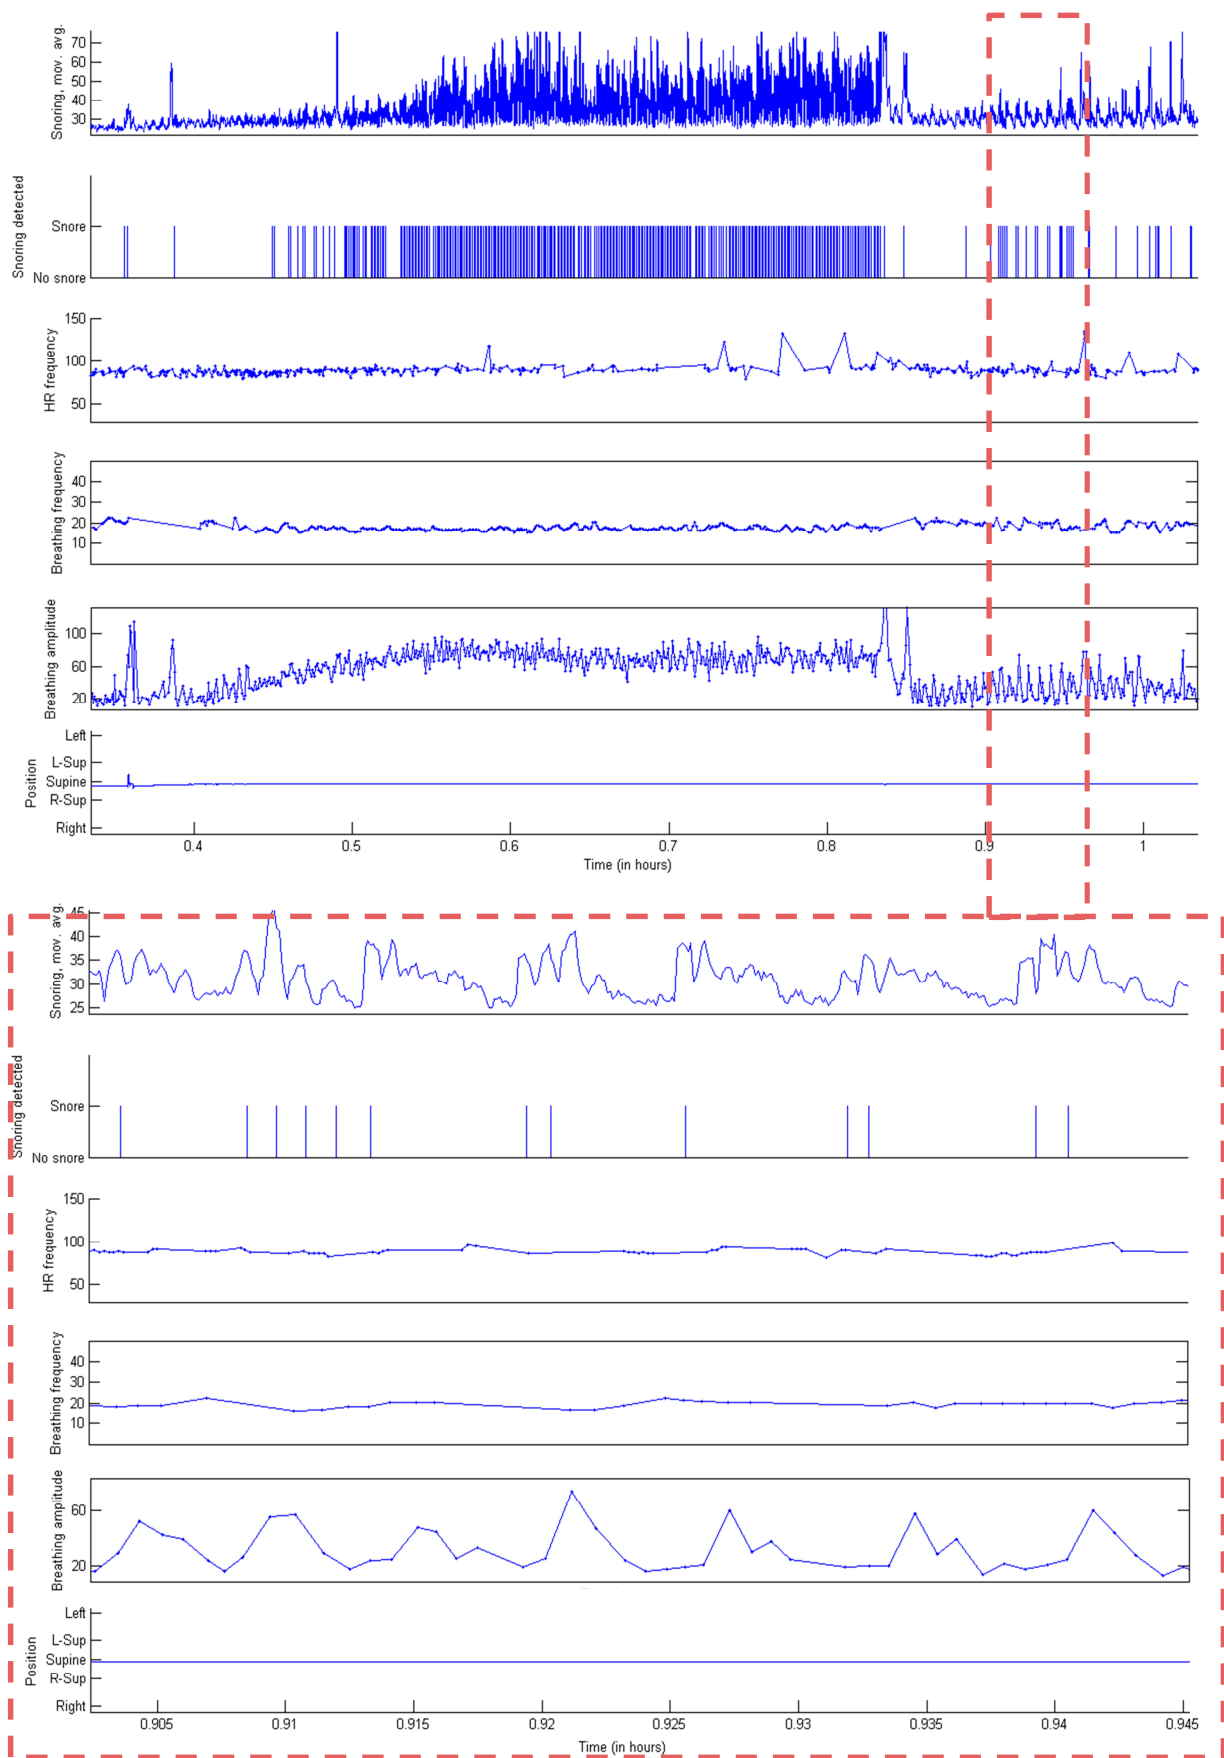 Snoring, mov. avg.
70
60
50
40
30
Snoring detected
Snore
No snore
HR frequency
150
100
50
Breathing frequency
40
30
20
10
Breathing amplitude
100
60
20
Position
Left
L-Sup
Supine
R-Sup
Right
0.4 0.5 0.6 0.7 0.8 0.9 1
Time (in hours)
Snoring, mov. avg.
45
40
35
30
25
Snoring detected
Snore
No snore
HR frequency
150
100
50
Breathing frequency
40
30
20
10
Breathing amplitude
60
20
Position
Left
L-Sup
Supine
R-Sup
Right
0.905 0.91 0.915 0.92 0.925 0.93 0.935 0.94 0.945
Time (in hours)